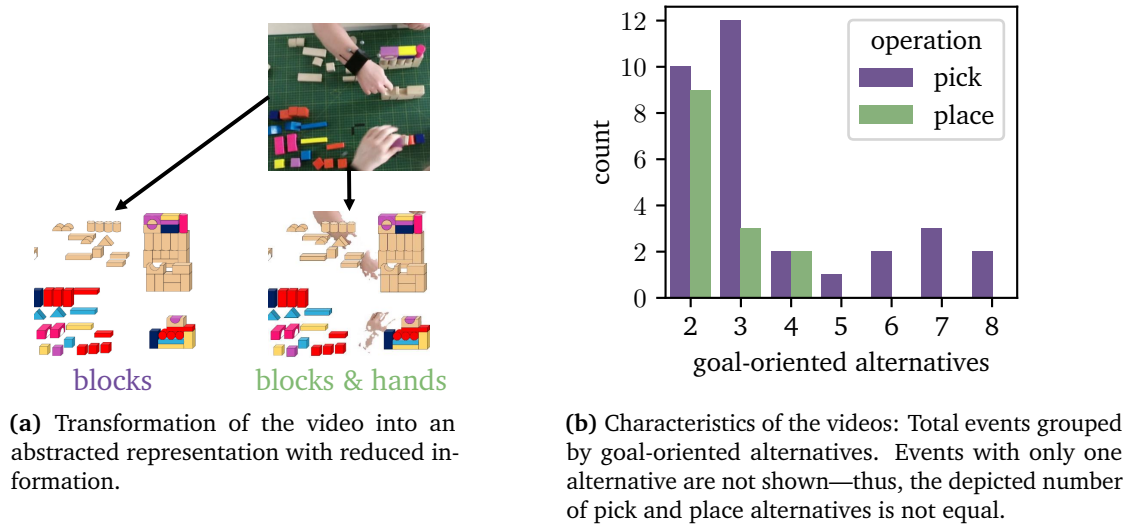 blocks
blocks & hands
(a) Transformation of the video into an
abstracted representation with reduced in-
formation.
12
10
8
6
4
2
0
count
operation
pick
place
2 3 4 5 6 7 8
goal-oriented alternatives
(b) Characteristics of the videos: Total events grouped
by goal-oriented alternatives. Events with only one
alternative are not shown—thus, the depicted number
of pick and place alternatives is not equal.